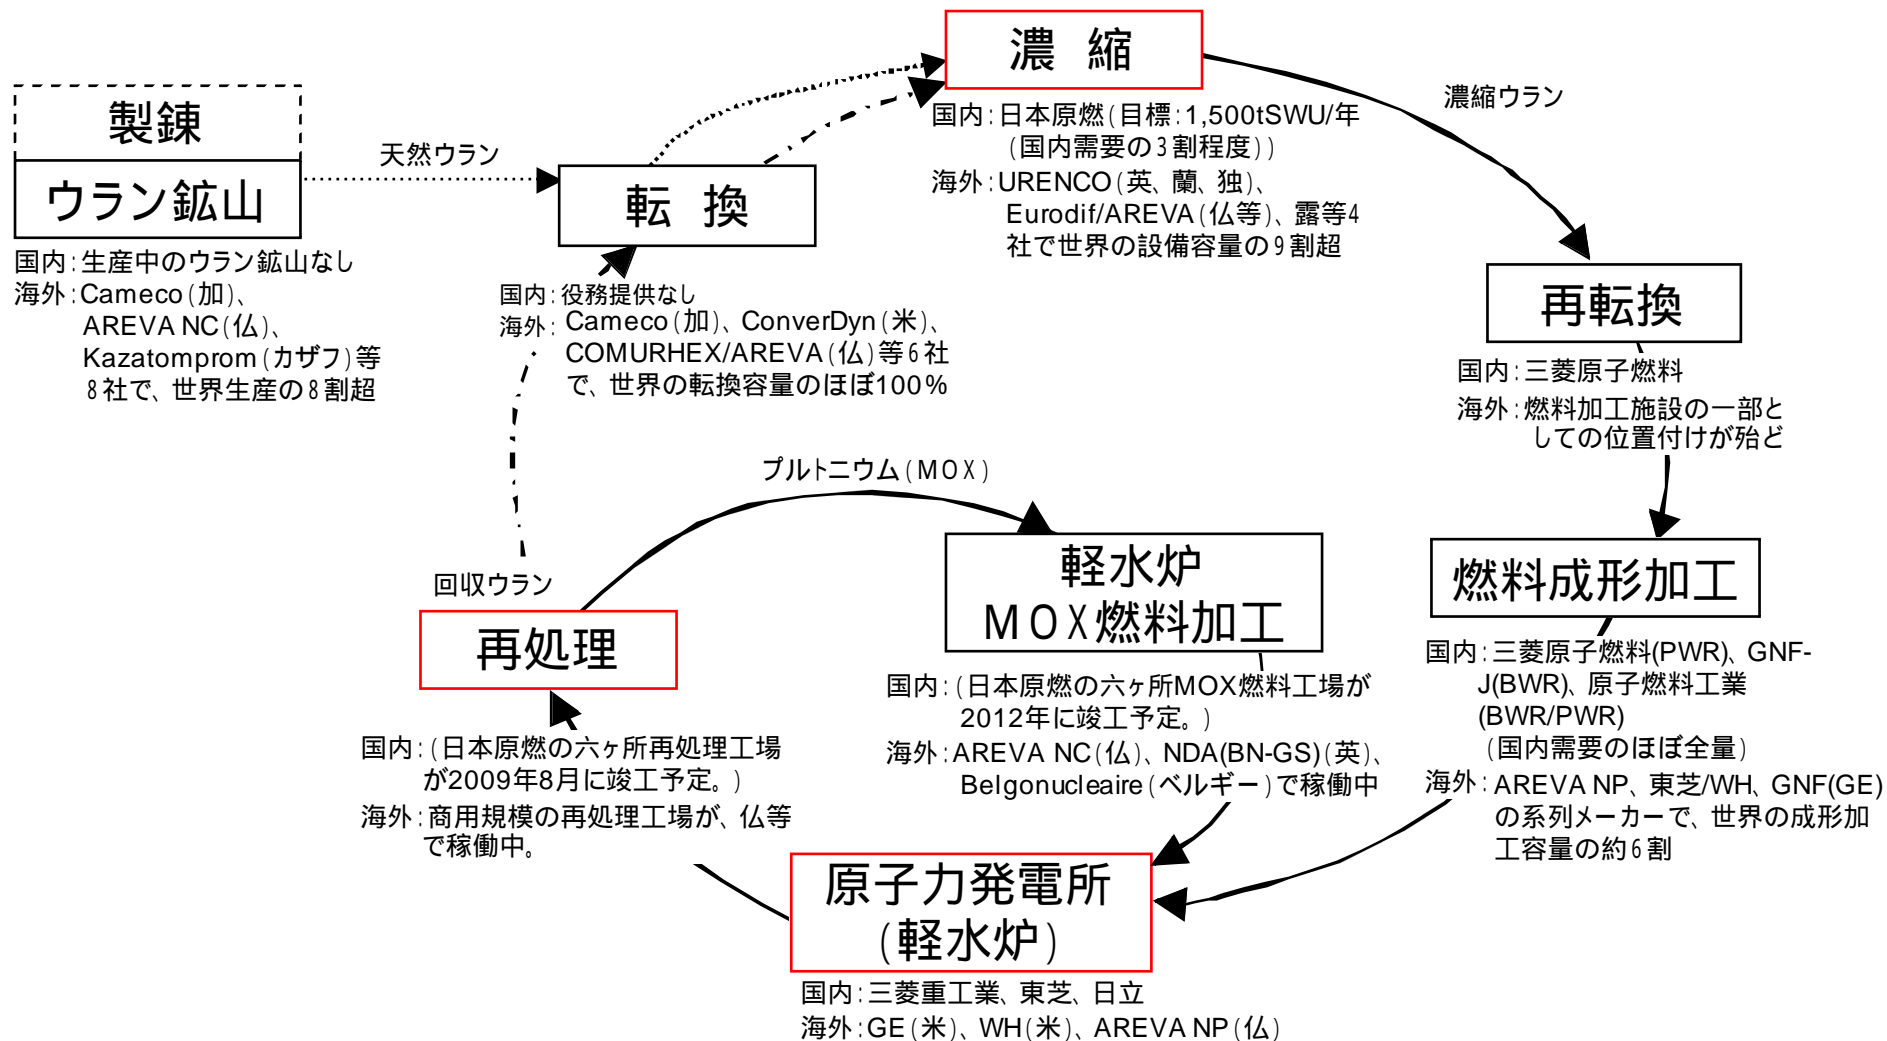 製錬
ウラン鉱山
国内:生産中のウラン鉱山なし
海外:Cameco(加)、
AREVA NC(仏)、
Kazatomprom(カザフ)等
8社で、世界生産の8割超
天然ウラン
転 換
国内:役務提供なし
海外:Cameco(加)、ConverDyn(米)、
COMURHEX/AREVA(仏)等6社
で、世界の転換容量のほぼ100%
濃 縮
国内:日本原燃(目標:1,500tSWU/年
(国内需要の3割程度))
海外:URENCO(英、蘭、独)、
Eurodif/AREVA(仏等)、露等4
社で世界の設備容量の9割超
濃縮ウラン
再転換
国内:三菱原子燃料
海外:燃料加工施設の一部と
しての位置付けが殆ど
燃料成形加工
国内:三菱原子燃料(PWR)、GNF-
J(BWR)、原子燃料工業
(BWR/PWR)
(国内需要のほぼ全量)
海外:AREVA NP、東芝/WH、GNF(GE)
の系列メーカーで、世界の成形加
工容量の約6割
プルトニウム(MOX)
軽水炉
MOX燃料加工
国内:(日本原燃の六ヶ所MOX燃料工場が
2012年に竣工予定。)
海外:AREVA NC(仏)、NDA(BN-GS)(英)、
Belgonucleaire(ベルギー)で稼働中
回収ウラン
再処理
国内:(日本原燃の六ヶ所再処理工場
が2009年8月に竣工予定。)
海外:商用規模の再処理工場が、仏等
で稼働中。
原子力発電所
(軽水炉)
国内:三菱重工業、東芝、日立
海外:GE(米)、WH(米)、AREVA NP(仏)